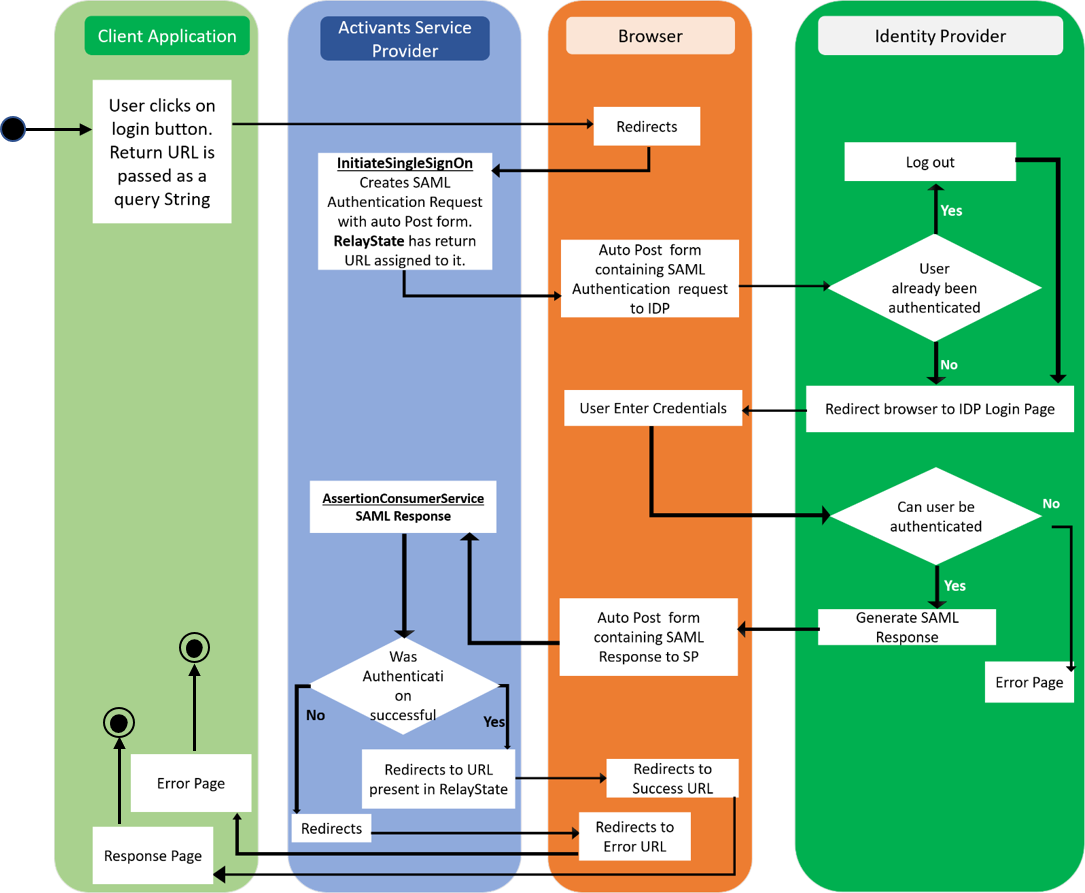 Client Application
Activants Service
Provider
Browser
Identity Provider
User clicks on
login button.
Return URL is
passed as a
query String
Redirects
InitiateSingleSignOn
Creates SAML
Authentication Request
with auto Post form.
RelayState has return
URL assigned to it.
Log out
Yes
Auto Post form
containing SAML
Authentication request
to IDP
User
already been
authenticated
No
User Enter Credentials
Redirect browser to IDP Login Page
AssertionConsumerService
SAML Response
Can user be
authenticated
No
Yes
Auto Post form
containing SAML
Response to SP
Generate SAML
Response
Was
Authenticati
on
successful
Error Page
No
Yes
Error Page
Redirects to URL
present in RelayState
Redirects to
Success URL
Redirects
Redirects to
Error URL
Response Page